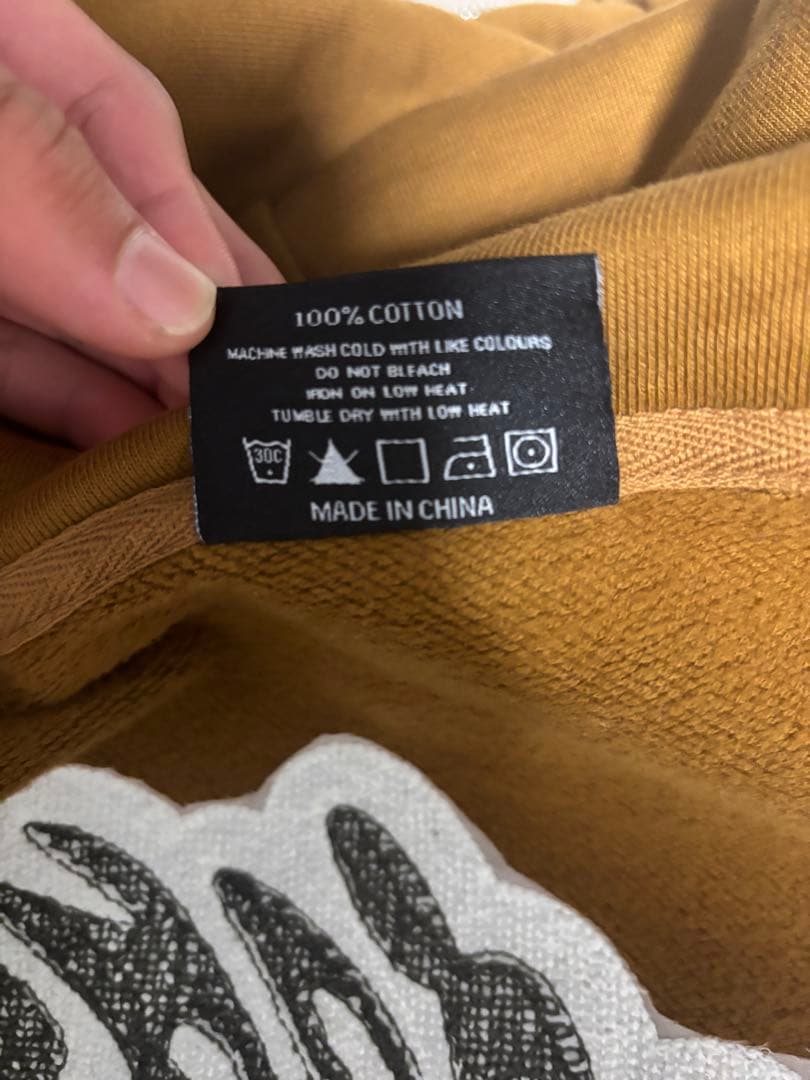 100% COTTON
MACHINE WASH COLD WITH LIKE COLOURS
DO NOT BLEACH
IRON ON LOW HEAT
TUMBLE DRY WITH LOW HEAT
30C
MADE IN CHINA